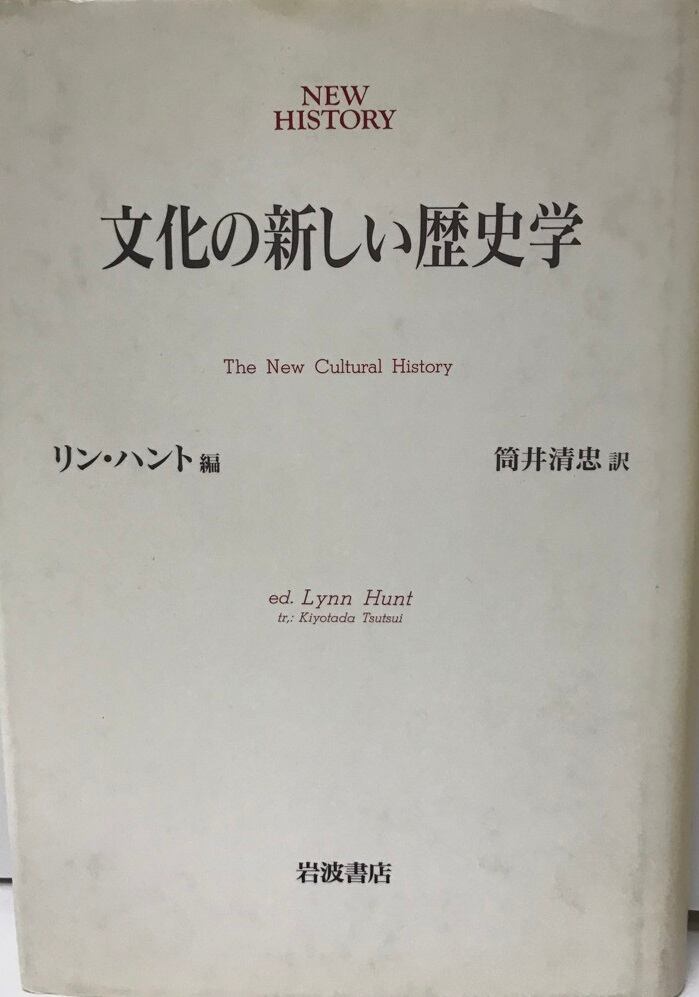 NEW
HISTORY
文化の新しい歴史学
The New Cultural History
リン・ハント 編
筒井清忠 訳
ed. Lynn Hunt
tr,: Kiyotada Tsutsui
岩波書店